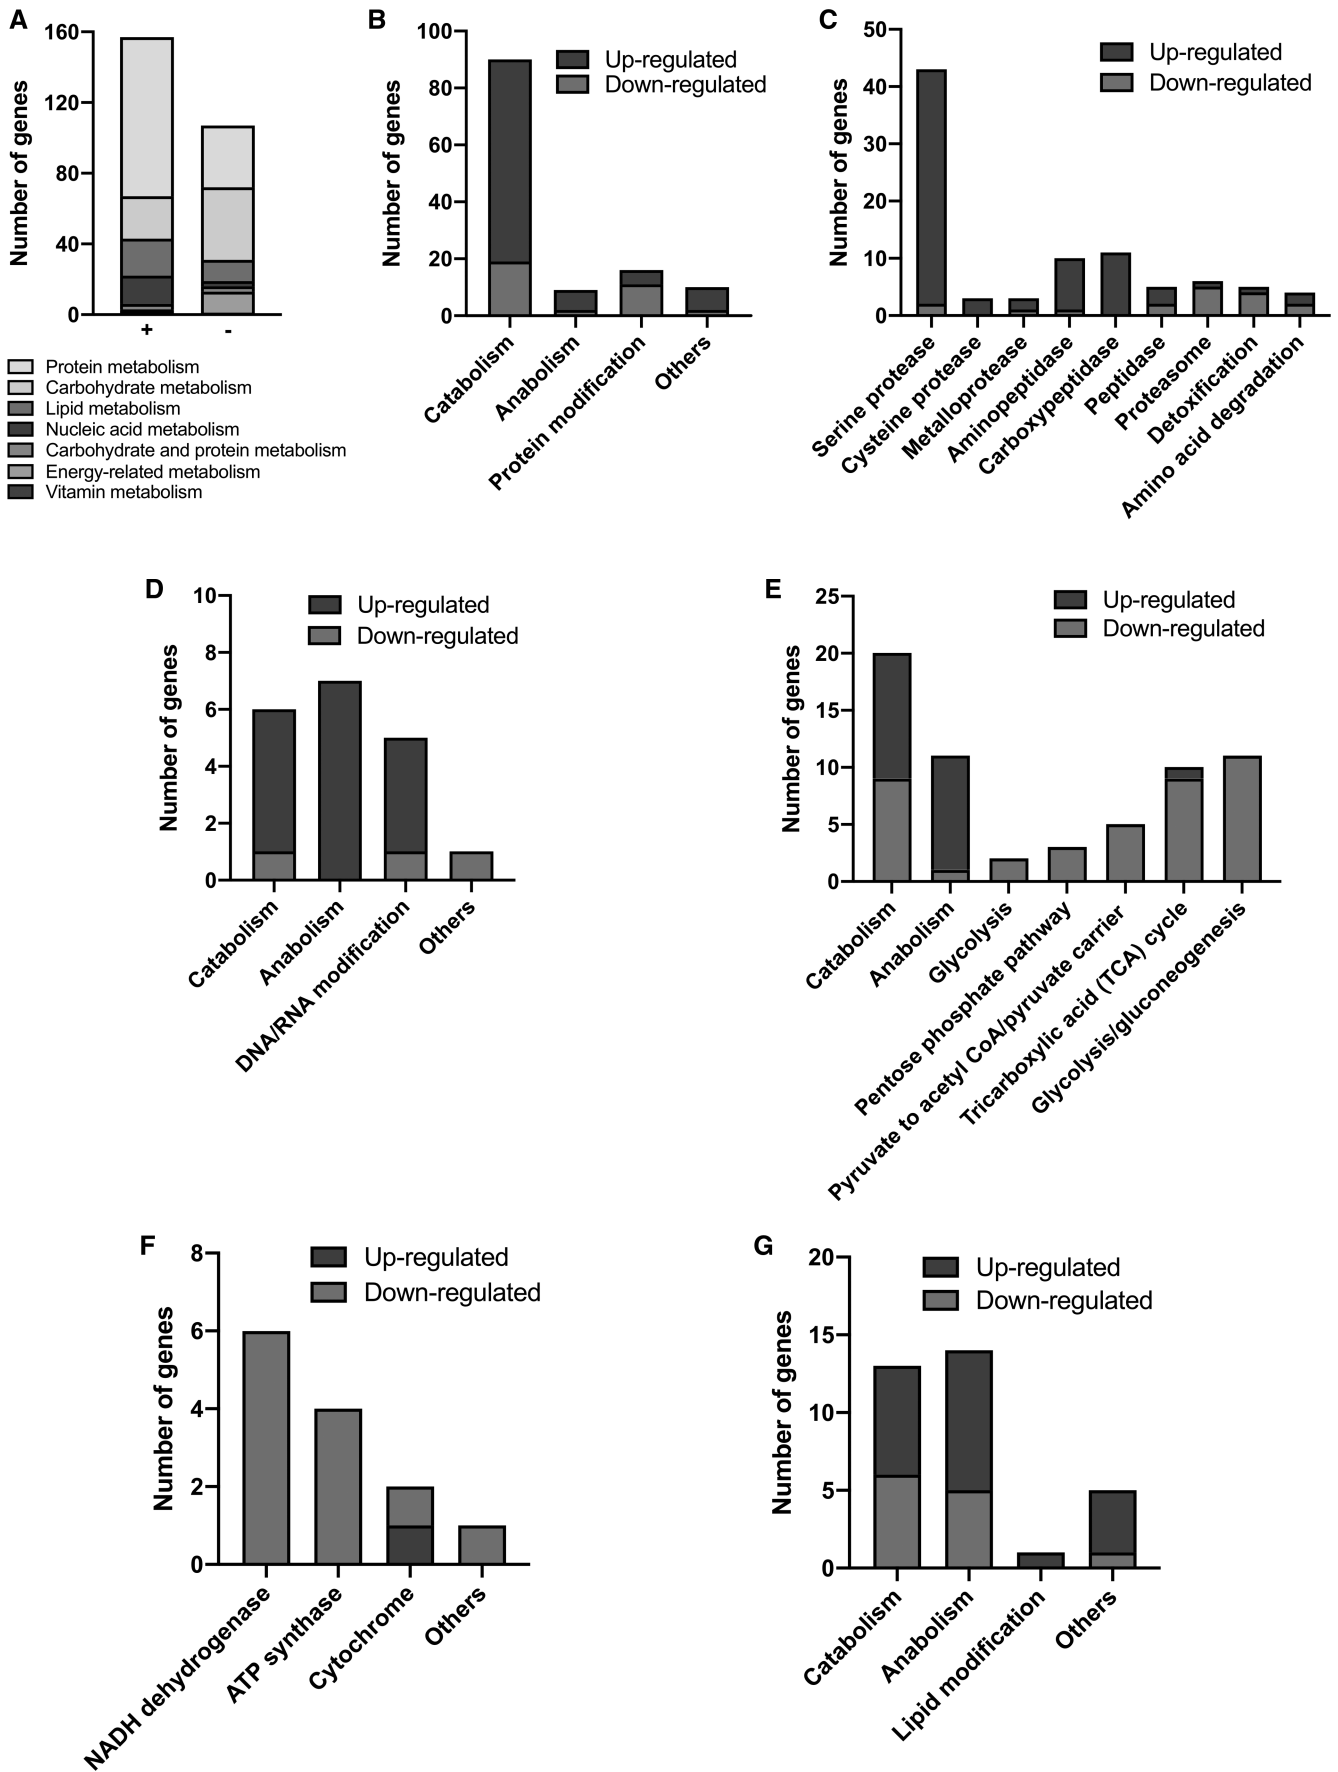 A
Number of genes
160
120
80
40
0
+
-
Protein metabolism
Carbohydrate metabolism
Lipid metabolism
Nucleic acid metabolism
Carbohydrate and protein metabolism
Energy-related metabolism
Vitamin metabolism
B
Number of genes
100
80
60
40
20
0
Up-regulated
Down-regulated
Catabolism
Anabolism
Protein modification
Others
C
Number of genes
50
40
30
20
10
0
Up-regulated
Down-regulated
Serine protease
Cysteine protease
Metalloprotease
Aminopeptidase
Carboxypeptidase
Peptidase
Proteasome
Detoxification
Amino acid degradation
D
Number of genes
10
8
6
4
2
0
Up-regulated
Down-regulated
Catabolism
Anabolism
DNA/RNA modification
Others
E
Number of genes
25
20
15
10
5
0
Up-regulated
Down-regulated
Catabolism
Anabolism
Glycolysis
Pentose phosphate pathway
Pyruvate to acetyl CoA/pyruvate carrier
Tricarboxylic acid (TCA) cycle
Glycolysis/gluconeogenesis
F
Number of genes
8
6
4
2
0
Up-regulated
Down-regulated
NADH dehydrogenase
ATP synthase
Cytochrome
Others
G
Number of genes
20
15
10
5
0
Up-regulated
Down-regulated
Catabolism
Anabolism
Lipid modification
Others